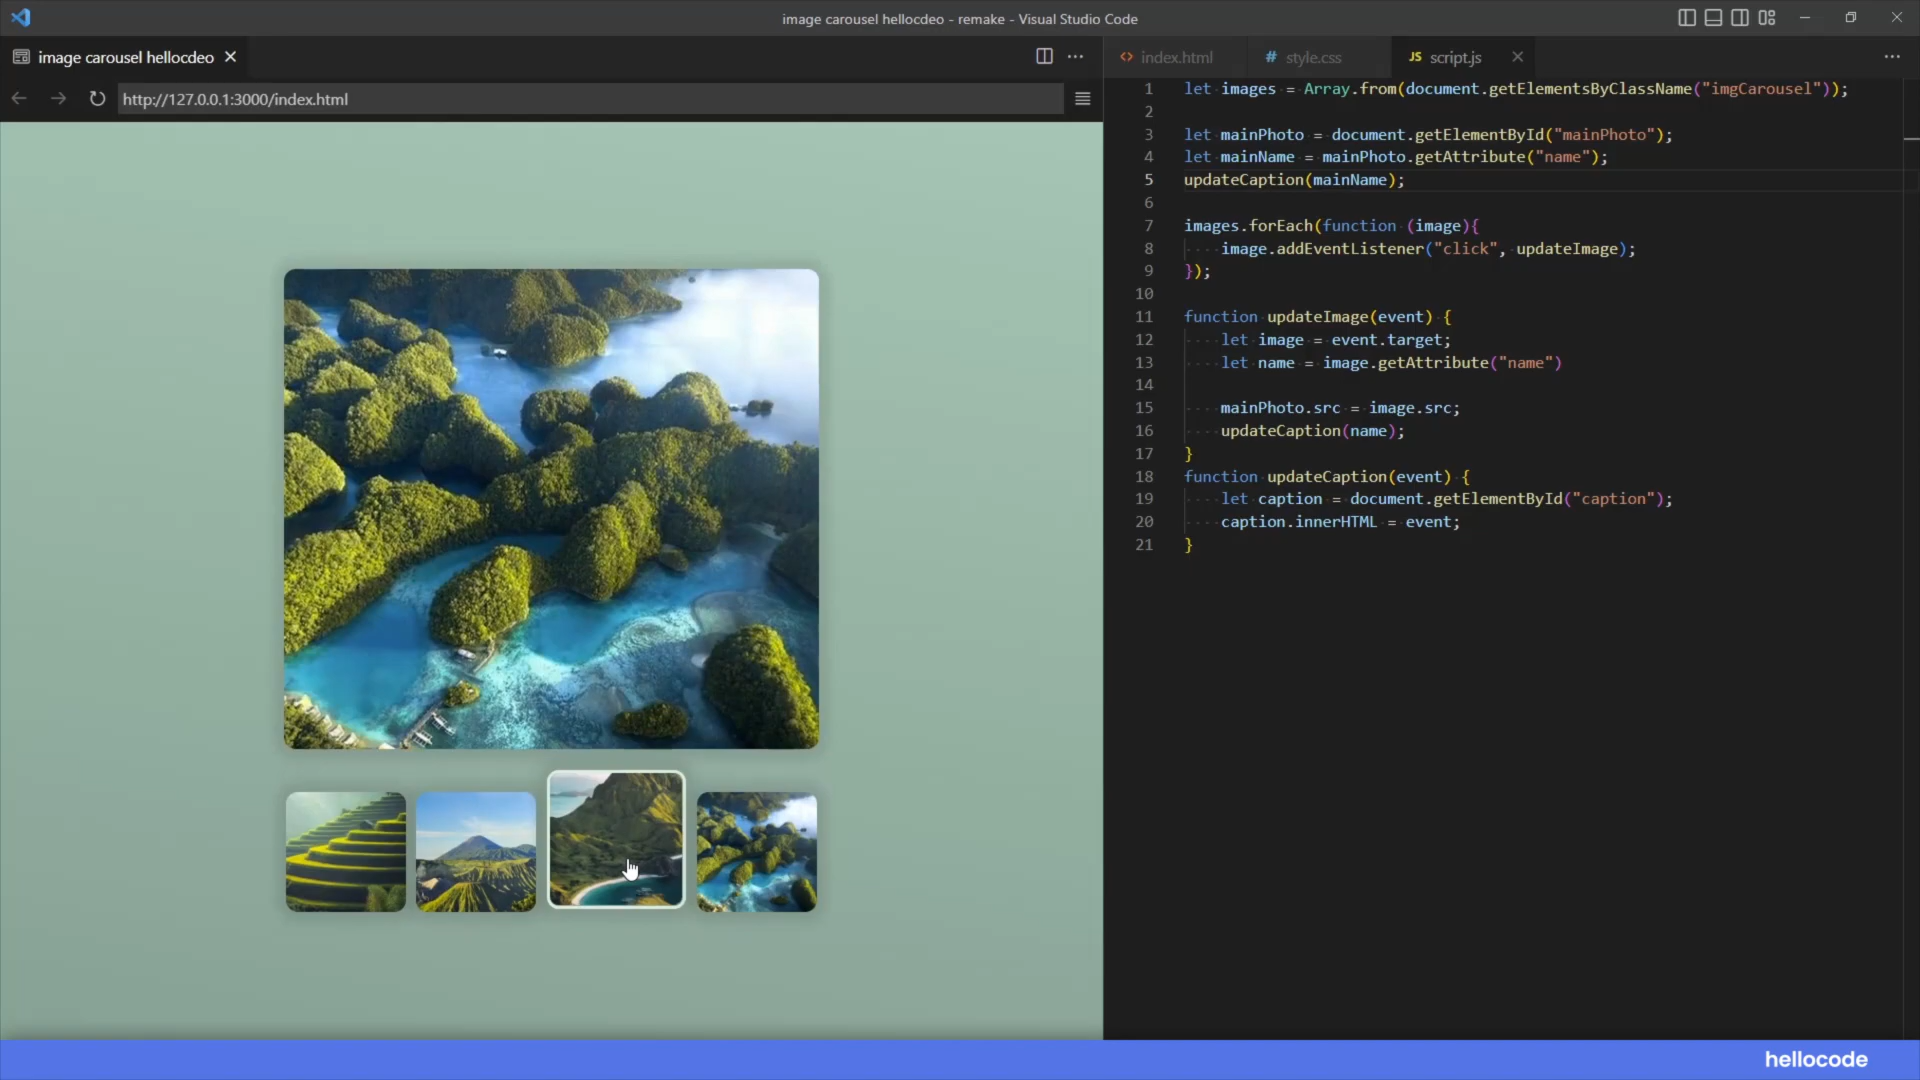 image carousel hellocdeo - remake - Visual Studio Code
image carousel hellocdeo
http://127.0.0.1:3000/index.html
index.html
# style.css
JS script.js
1 let images = Array.from(document.getElementsByClassName("imgCarousel"));
2
3 let mainPhoto = document.getElementById("mainPhoto");
4 let mainName = mainPhoto.getAttribute("name");
5 updateCaption(mainName);
6
7 images.forEach(function (image){
8 image.addEventListener("click", updateImage);
9 });
10
11 function updateImage(event) {
12 let image = event.target;
13 let name = image.getAttribute("name")
14
15 mainPhoto.src = image.src;
16 updateCaption(name);
17 }
18 function updateCaption(event) {
19 let caption = document.getElementById("caption");
20 caption.innerHTML = event;
21 }
hellocode